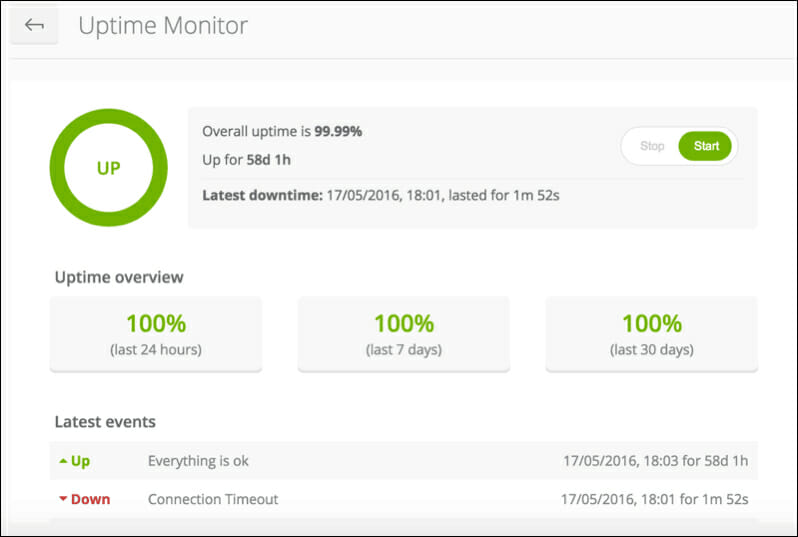 Uptime Monitor
UP
Overall uptime is 99.99%
Up for 58d 1h
Stop Start
Latest downtime: 17/05/2016, 18:01, lasted for 1m 52s
Uptime overview
100% 100% 100%
(last 24 hours) (last 7 days) (last 30 days)
Latest events
Up Everything is ok 17/05/2016, 18:03 for 58d 1h
Down Connection Timeout 17/05/2016, 18:01 for 1m 52s